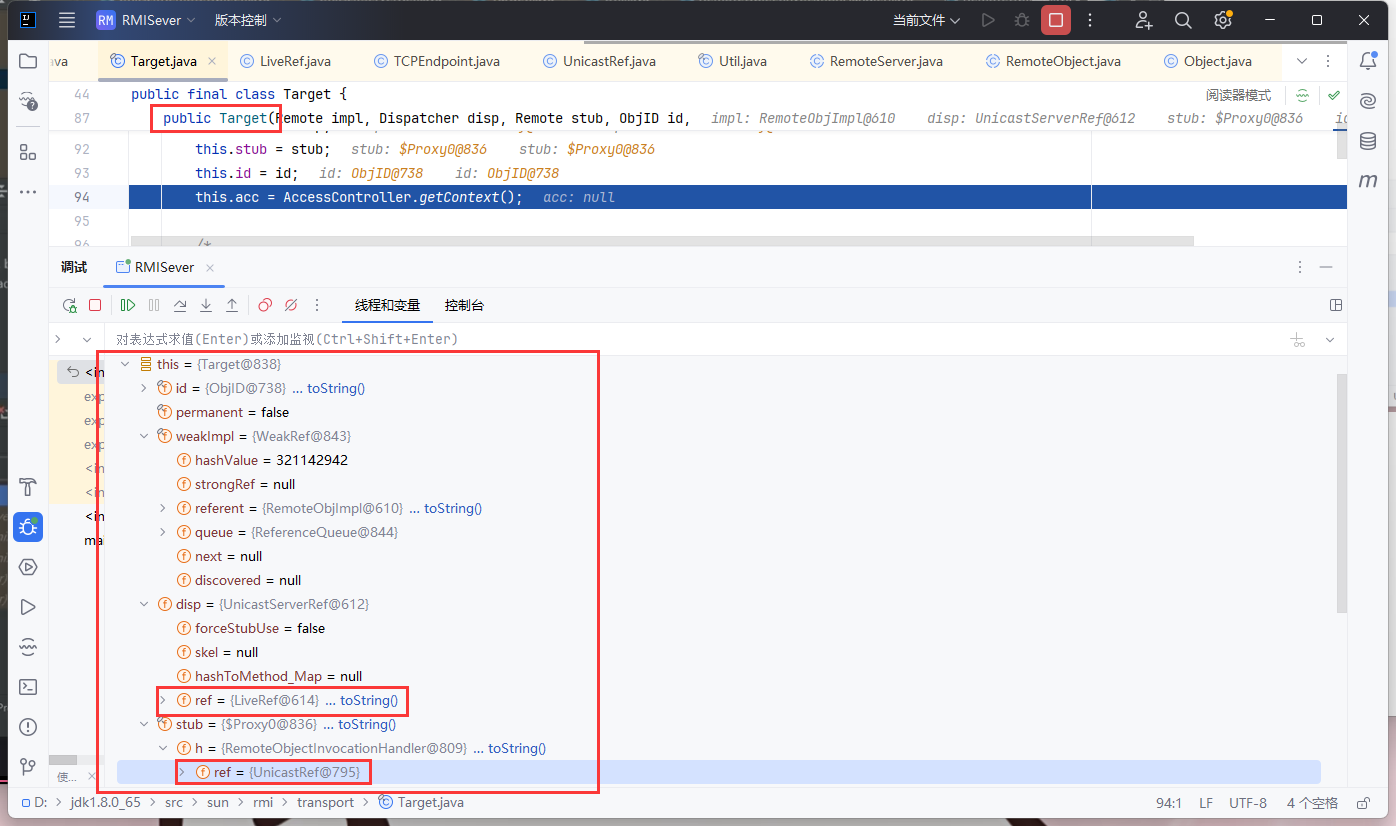 RM RMISever 版本控制 当前文件
ava Target.java LiveRef.java TCPEndpoint.java UnicastRef.java Util.java RemoteServer.java RemoteObject.java Object.java
44 public final class Target { 阅读器模式
87 public Target(Remote impl, Dispatcher disp, Remote stub, ObjID id, impl: RemoteObjImpl@610 disp: UnicastServerRef@612 stub: $Proxy0@836 id
92 this.stub = stub; stub: $Proxy0@836 stub: $Proxy0@836
93 this.id = id; id: ObjID@738 id: ObjID@738
94 this.acc = AccessController.getContext(); acc: null
95
96 /*
调试 RMISever
线程和变量 控制台
对表达式求值(Enter)或添加监视(Ctrl+Shift+Enter)
this = {Target@838}
<in
id = {ObjID@738} ... toString()
exp
permanent = false
exp
weakImpl = {WeakRef@843}
exp
hashValue = 321142942
<in
strongRef = null
<in
referent = {RemoteObjImpl@610} ... toString()
<in
queue = {ReferenceQueue@844}
mai
next = null
discovered = null
disp = {UnicastServerRef@612}
forceStubUse = false
skel = null
hashToMethod_Map = null
ref = {LiveRef@614} ... toString()
stub = {$Proxy0@836} ... toString()
h = {RemoteObjectInvocationHandler@809} ... toString()
ref = {UnicastRef@795}
使...
D: > jdk1.8.0_65 > src > sun > rmi > transport > Target.java 94:1 LF UTF-8 4 个空格